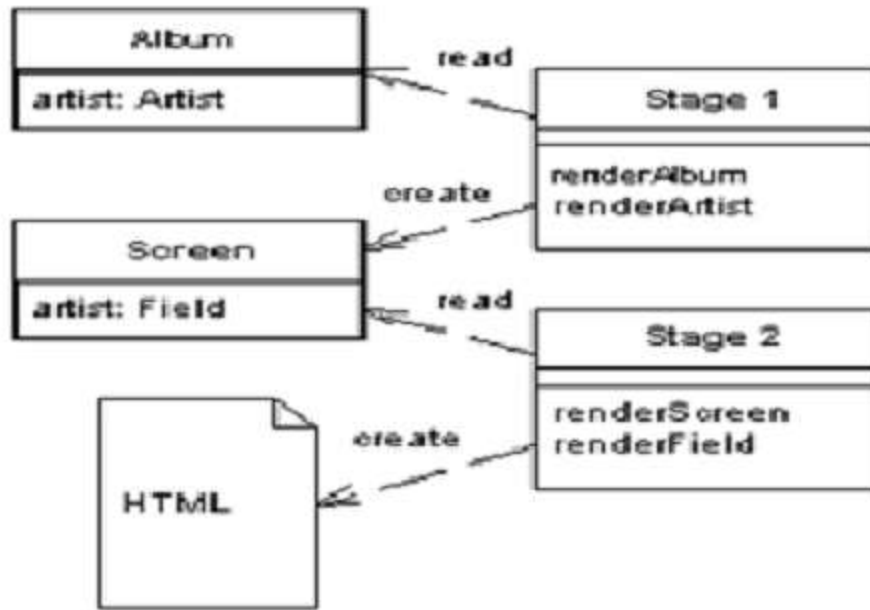 Album
artist: Artist
read
Stage 1
renderAlbum
renderArtist
create
Screen
artist: Field
read
Stage 2
renderScreen
renderField
create
HTML